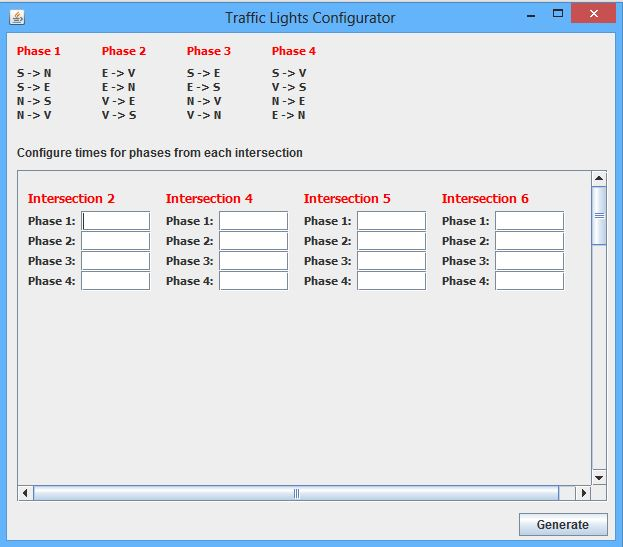 Traffic Lights Configurator
Phase 1 Phase 2 Phase 3 Phase 4
S -> N E -> V S -> E S -> V
S -> E E -> N E -> S V -> S
N -> S V -> E N -> V N -> E
N -> V V -> S V -> N E -> N
Configure times for phases from each intersection
Intersection 2 Intersection 4 Intersection 5 Intersection 6
Phase 1: Phase 1: Phase 1: Phase 1:
Phase 2: Phase 2: Phase 2: Phase 2:
Phase 3: Phase 3: Phase 3: Phase 3:
Phase 4: Phase 4: Phase 4: Phase 4:
Generate